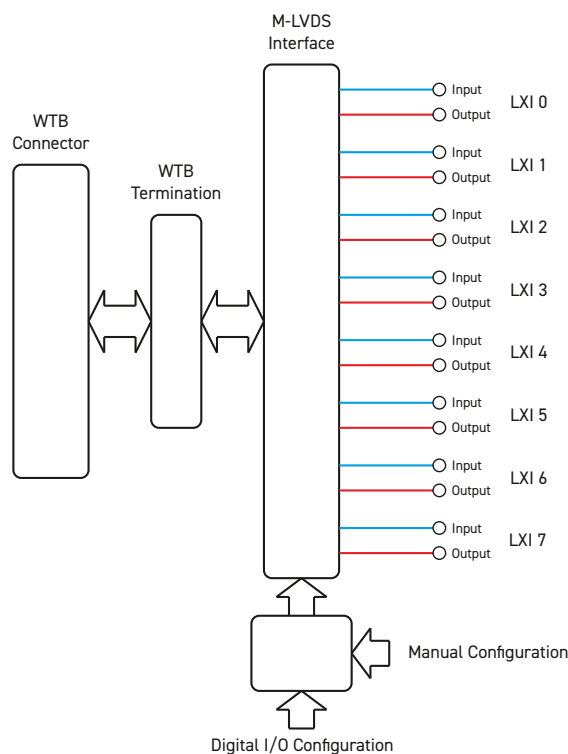 M-LVDS
Interface
WTB
Connector
WTB
Termination
Input
Output
LXI 0
Input
Output
LXI 1
Input
Output
LXI 2
Input
Output
LXI 3
Input
Output
LXI 4
Input
Output
LXI 5
Input
Output
LXI 6
Input
Output
LXI 7
Manual Configuration
Digital I/O Configuration